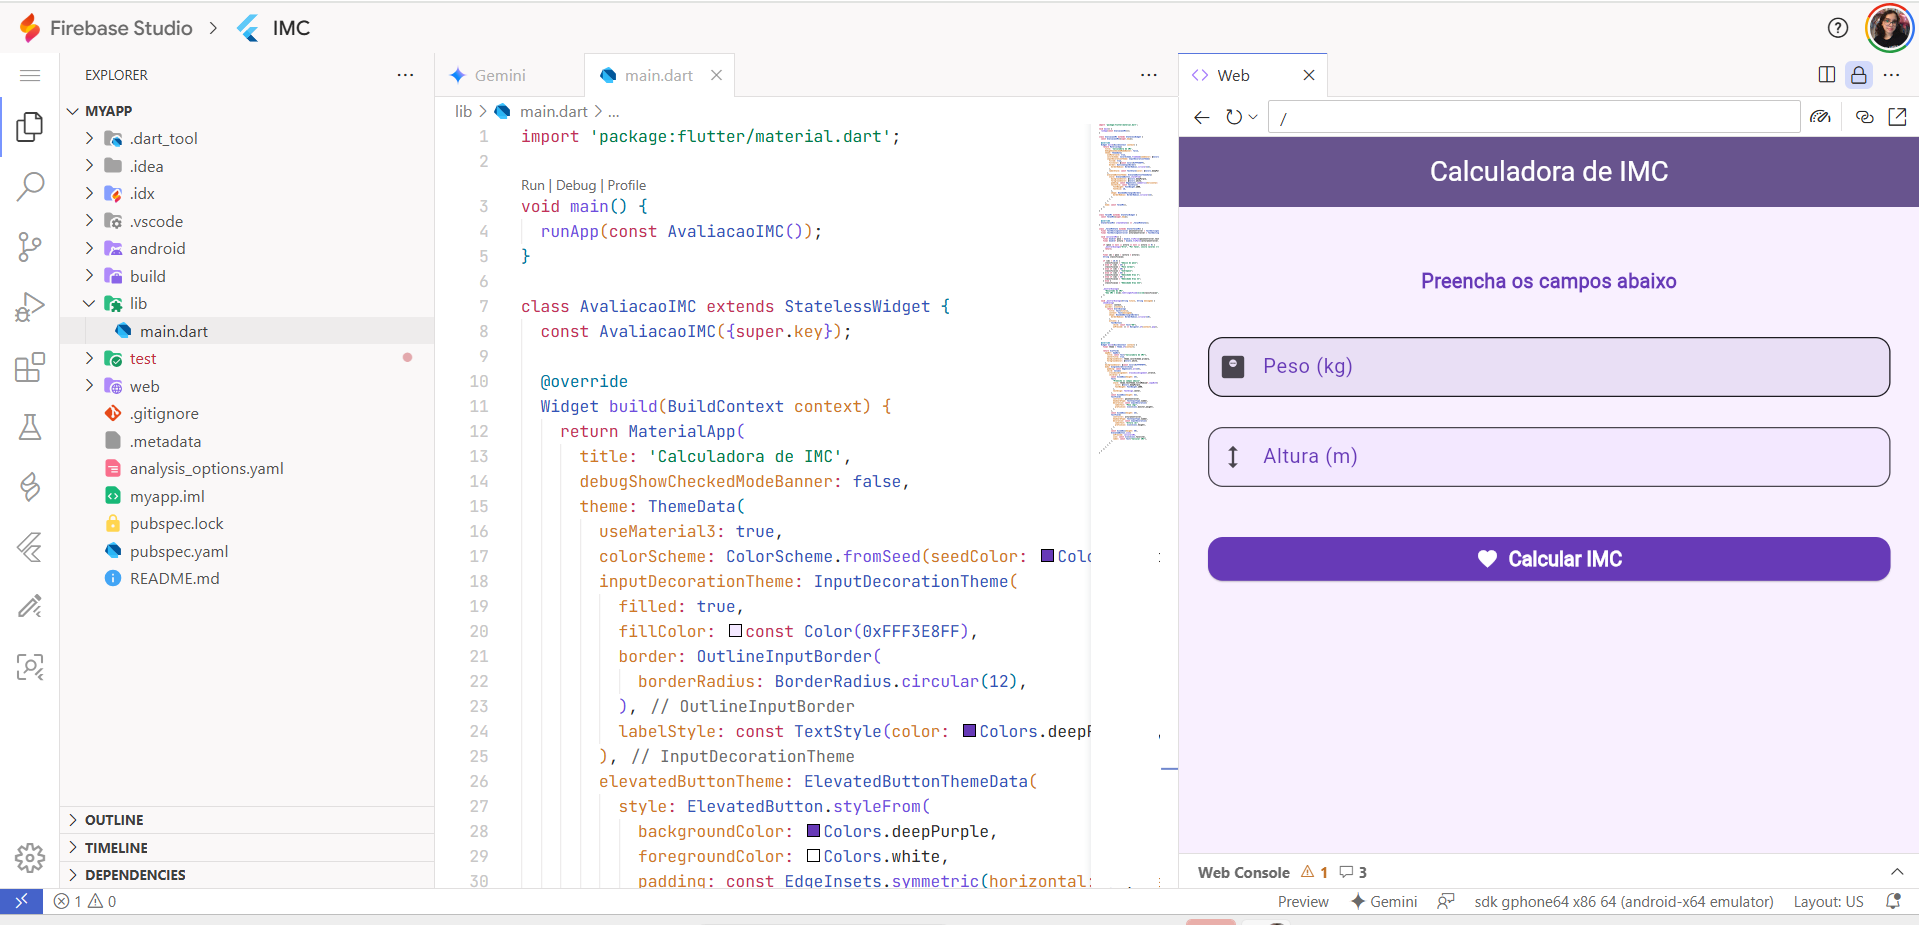 Firebase Studio > IMC
EXPLORER
MYAPP
.dart_tool
.idea
.idx
.vscode
android
build
lib
main.dart
test
web
.gitignore
.metadata
analysis_options.yaml
myapp.iml
pubspec.lock
pubspec.yaml
README.md
OUTLINE
TIMELINE
DEPENDENCIES
Gemini
main.dart
lib > main.dart > ...
1 import 'package:flutter/material.dart';
2
Run | Debug | Profile
3 void main() {
4 runApp(const AvaliacaoIMC());
5 }
6
7 class AvaliacaoIMC extends StatelessWidget {
8 const AvaliacaoIMC({super.key});
9
10 @override
11 Widget build(BuildContext context) {
12 return MaterialApp(
13 title: 'Calculadora de IMC',
14 debugShowCheckedModeBanner: false,
15 theme: ThemeData(
16 useMaterial3: true,
17 colorScheme: ColorScheme.fromSeed(seedColor: Colo
18 inputDecorationTheme: InputDecorationTheme(
19 filled: true,
20 fillColor: const Color(0xFFF3E8FF),
21 border: OutlineInputBorder(
22 borderRadius: BorderRadius.circular(12),
23 ), // OutlineInputBorder
24 labelStyle: const TextStyle(color: Colors.deepP
25 ), // InputDecorationTheme
26 elevatedButtonTheme: ElevatedButtonThemeData(
27 style: ElevatedButton.styleFrom(
28 backgroundColor: Colors.deepPurple,
29 foregroundColor: Colors.white,
30 padding: const EdgeInsets.symmetric(horizontal:
Web
/
Calculadora de IMC
Preencha os campos abaixo
Peso (kg)
Altura (m)
Calcular IMC
Web Console 1 3
1 0
Preview Gemini sdk gphone64 x86 64 (android-x64 emulator) Layout: US